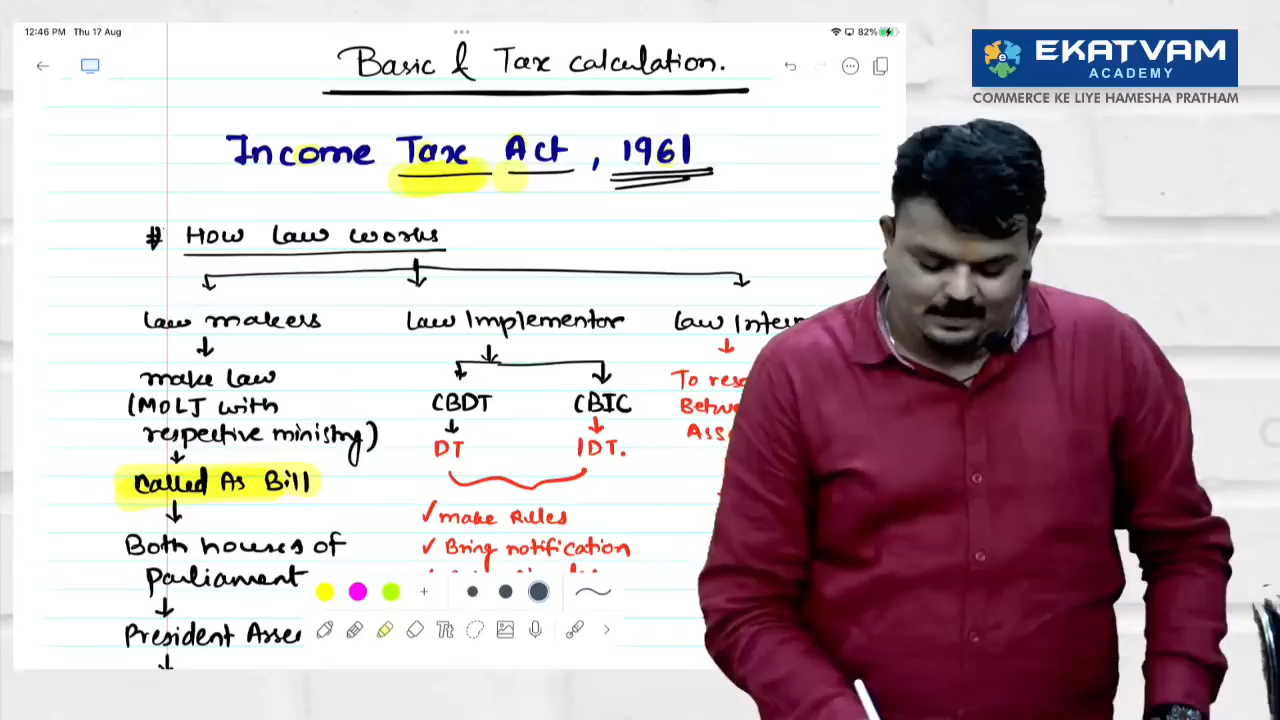 12:46 PM Thu 17 Aug
82%
EKATVAM
ACADEMY
COMMERCE KE LIYE HAMESHA PRATHAM
Basic & Tax calculation.
Income Tax Act, 1961
# How Law works
Law makers
Law Implementor
Law
make Law
(MOLJ with
respective ministry)
called As Bill
Both houses of
Parliament
President
CBDT
CBIC
DT
IDT.
✓ make Rules
✓ Bring notification
To
Tt